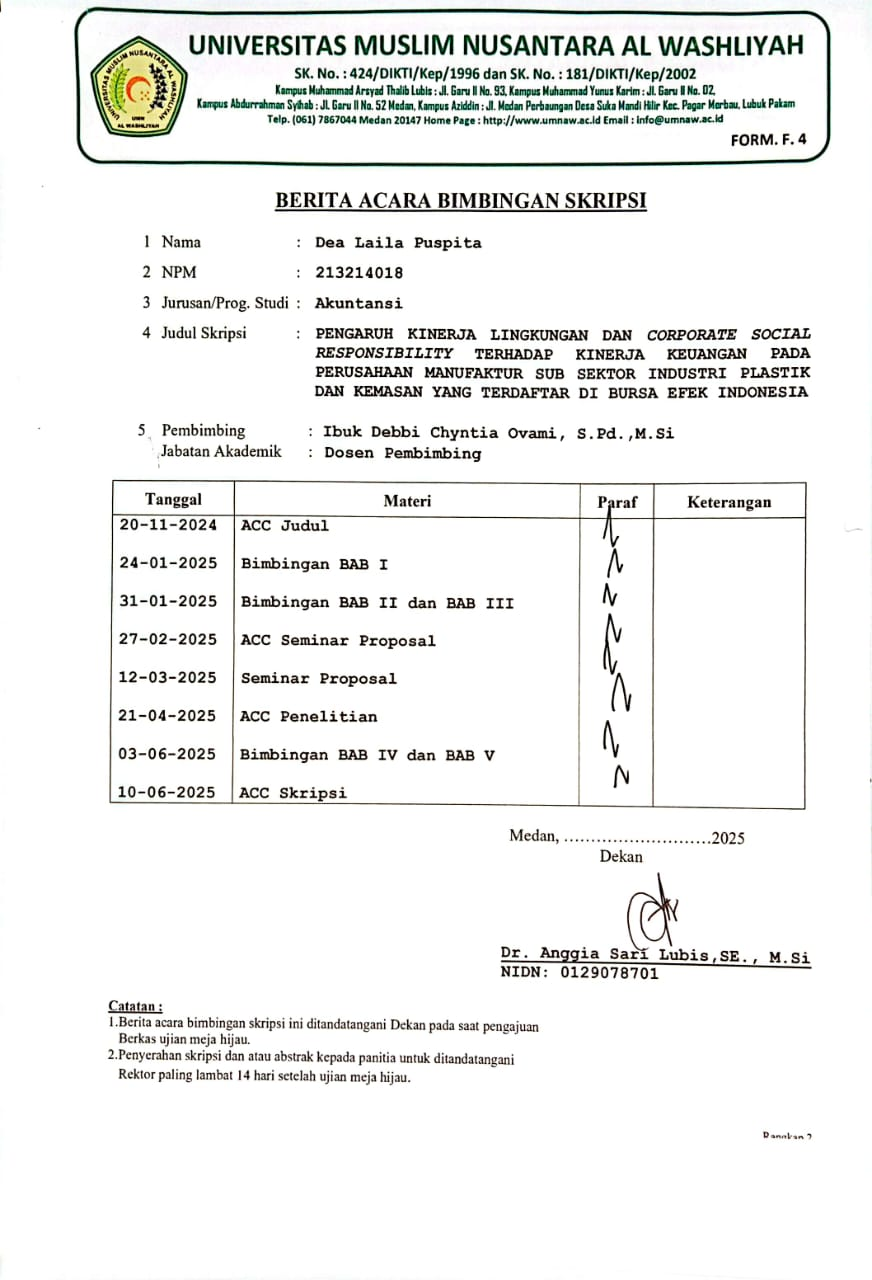 UNIVERSITAS MUSLIM NUSANTARA AL WASHLIYAH
SK. No. : 424/DIKTI/Kep/1996 dan SK. No. : 181/DIKTI/Kep/2002
Kampus Muhammad Arsyad Thalib Lubis : Jl. Garu II No. 93, Kampus Muhammad Yunus Karim : Jl. Garu II No. 02,
Kampus Abdurrahman Syihab : Jl. Garu II No. 52 Medan, Kampus Aziddin : Jl. Medan Perbaungan Desa Suka Mandi Hilir Kec. Pagar Merbau, Lubuk Pakam
Telp. (061) 7867044 Medan 20147 Home Page : http://www.umnaw.ac.id Email : info@umnaw.ac.id
UNIVERSITAS MUSLIM NUSANTARA AL WASHLIYAH
UMN
AL WASHLIYAH
FORM. F. 4
BERITA ACARA BIMBINGAN SKRIPSI
1 Nama : Dea Laila Puspita
2 NPM : 213214018
3 Jurusan/Prog. Studi : Akuntansi
4 Judul Skripsi : PENGARUH KINERJA LINGKUNGAN DAN CORPORATE SOCIAL
RESPONSIBILITY TERHADAP KINERJA KEUANGAN PADA
PERUSAHAAN MANUFAKTUR SUB SEKTOR INDUSTRI PLASTIK
DAN KEMASAN YANG TERDAFTAR DI BURSA EFEK INDONESIA
5 Pembimbing : Ibuk Debbi Chyntia Ovami, S.Pd.,M.Si
Jabatan Akademik : Dosen Pembimbing
Tanggal Materi Paraf Keterangan
20-11-2024 ACC Judul
24-01-2025 Bimbingan BAB I
31-01-2025 Bimbingan BAB II dan BAB III
27-02-2025 ACC Seminar Proposal
12-03-2025 Seminar Proposal
21-04-2025 ACC Penelitian
03-06-2025 Bimbingan BAB IV dan BAB V
10-06-2025 ACC Skripsi
Medan, ...........................2025
Dekan
Dr. Anggia Sari Lubis,SE., M.Si
NIDN: 0129078701
Catatan :
1.Berita acara bimbingan skripsi ini ditandatangani Dekan pada saat pengajuan
Berkas ujian meja hijau.
2.Penyerahan skripsi dan atau abstrak kepada panitia untuk ditandatangani
Rektor paling lambat 14 hari setelah ujian meja hijau.